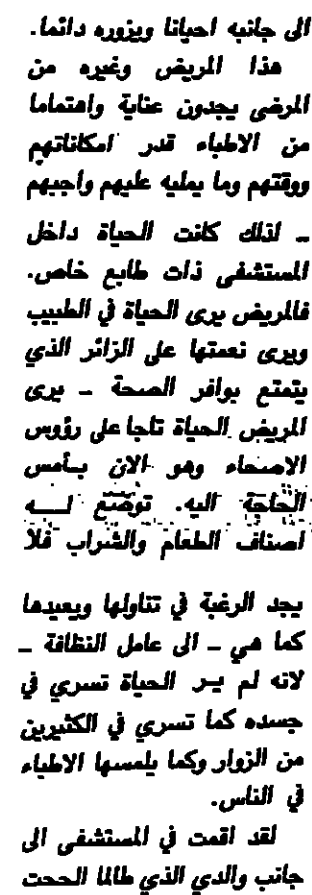 الى جانبه احيانا ويزوره دائما.
هذا المريض وغيره من
المرضى يجدون عناية واهتماما
من الاطباء قدر امكاناتهم
ووقتهم وما يمليه عليهم واجبهم
ـ لذلك كانت الحياة داخل
المستشفى ذات طابع خاص.
فالمريض يرى الحياة في الطبيب
ويرى نعمتها على الزائر الذي
يتمتع بوافر الصحة ـ يرى
المريض الحياة تاجا على رؤوس
الاصحاء وهو الان بأمس
الحاجة اليه. توضع له
اصناف الطعام والشراب فلا
يجد الرغبة في تناولها ويعيدها
كما هي ـ الى عامل النظافة ـ
لانه لم ير الحياة تسري في
جسده كما تسري في الكثيرين
من الزوار وكما يلمسها الاطباء
في الناس.
لقد اقمت في المستشفى الى
جانب والدي الذي طالما الححت